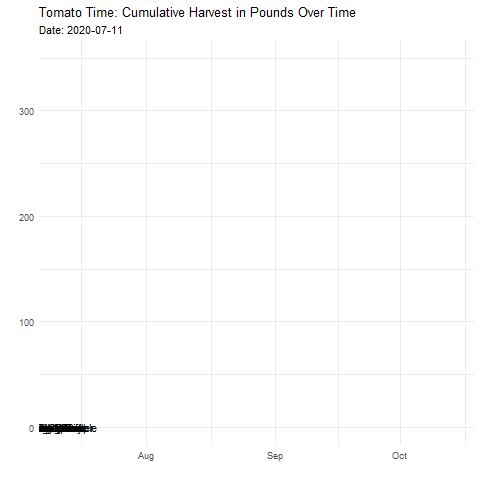 Tomato Time: Cumulative Harvest in Pounds Over Time
Date: 2020-07-11
300
200
100
0
Aug
Sep
Oct